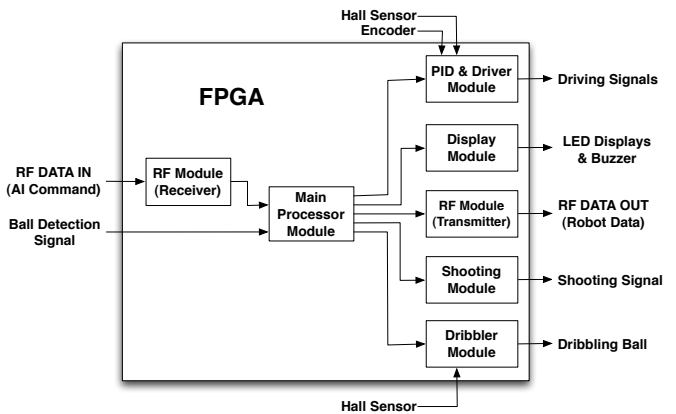 Hall Sensor
Encoder
FPGA
PID & Driver
Module
Driving Signals
Display
Module
LED Displays
& Buzzer
RF DATA IN
(AI Command)
RF Module
(Receiver)
Main
Processor
Module
RF Module
(Transmitter)
RF DATA OUT
(Robot Data)
Ball Detection
Signal
Shooting
Module
Shooting Signal
Dribbler
Module
Dribbling Ball
Hall Sensor